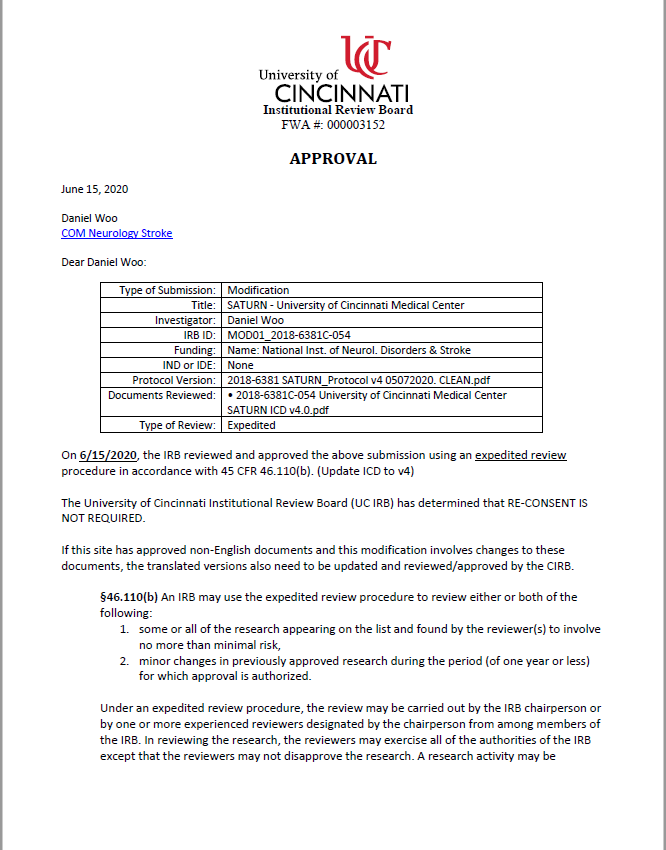 University of
CINCINNATI
Institutional Review Board
FWA #: 000003152
APPROVAL
June 15, 2020
Daniel Woo
COM Neurology Stroke
Dear Daniel Woo:
Type of Submission: Modification
Title: SATURN - University of Cincinnati Medical Center
Investigator: Daniel Woo
IRB ID: MOD01_2018-6381C-054
Funding: Name: National Inst. of Neurol. Disorders & Stroke
IND or IDE: None
Protocol Version: 2018-6381 SATURN_Protocol v4 05072020. CLEAN.pdf
Documents Reviewed: • 2018-6381C-054 University of Cincinnati Medical Center
SATURN ICD v4.0.pdf
Type of Review: Expedited
On 6/15/2020, the IRB reviewed and approved the above submission using an expedited review
procedure in accordance with 45 CFR 46.110(b). (Update ICD to v4)
The University of Cincinnati Institutional Review Board (UC IRB) has determined that RE-CONSENT IS
NOT REQUIRED.
If this site has approved non-English documents and this modification involves changes to these
documents, the translated versions also need to be updated and reviewed/approved by the CIRB.
§46.110(b) An IRB may use the expedited review procedure to review either or both of the
following:
1. some or all of the research appearing on the list and found by the reviewer(s) to involve
no more than minimal risk,
2. minor changes in previously approved research during the period (of one year or less)
for which approval is authorized.
Under an expedited review procedure, the review may be carried out by the IRB chairperson or
by one or more experienced reviewers designated by the chairperson from among members of
the IRB. In reviewing the research, the reviewers may exercise all of the authorities of the IRB
except that the reviewers may not disapprove the research. A research activity may be